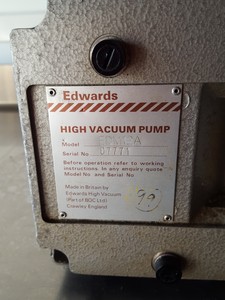 Edwards
HIGH VACUUM PUMP
Model
Serial No
Before operation refer to working
instructions. In any enquiry quote
Model No and Serial No.
Made in Britain by
Edwards High Vacuum
(Part of BOC Ltd)
Crawley England